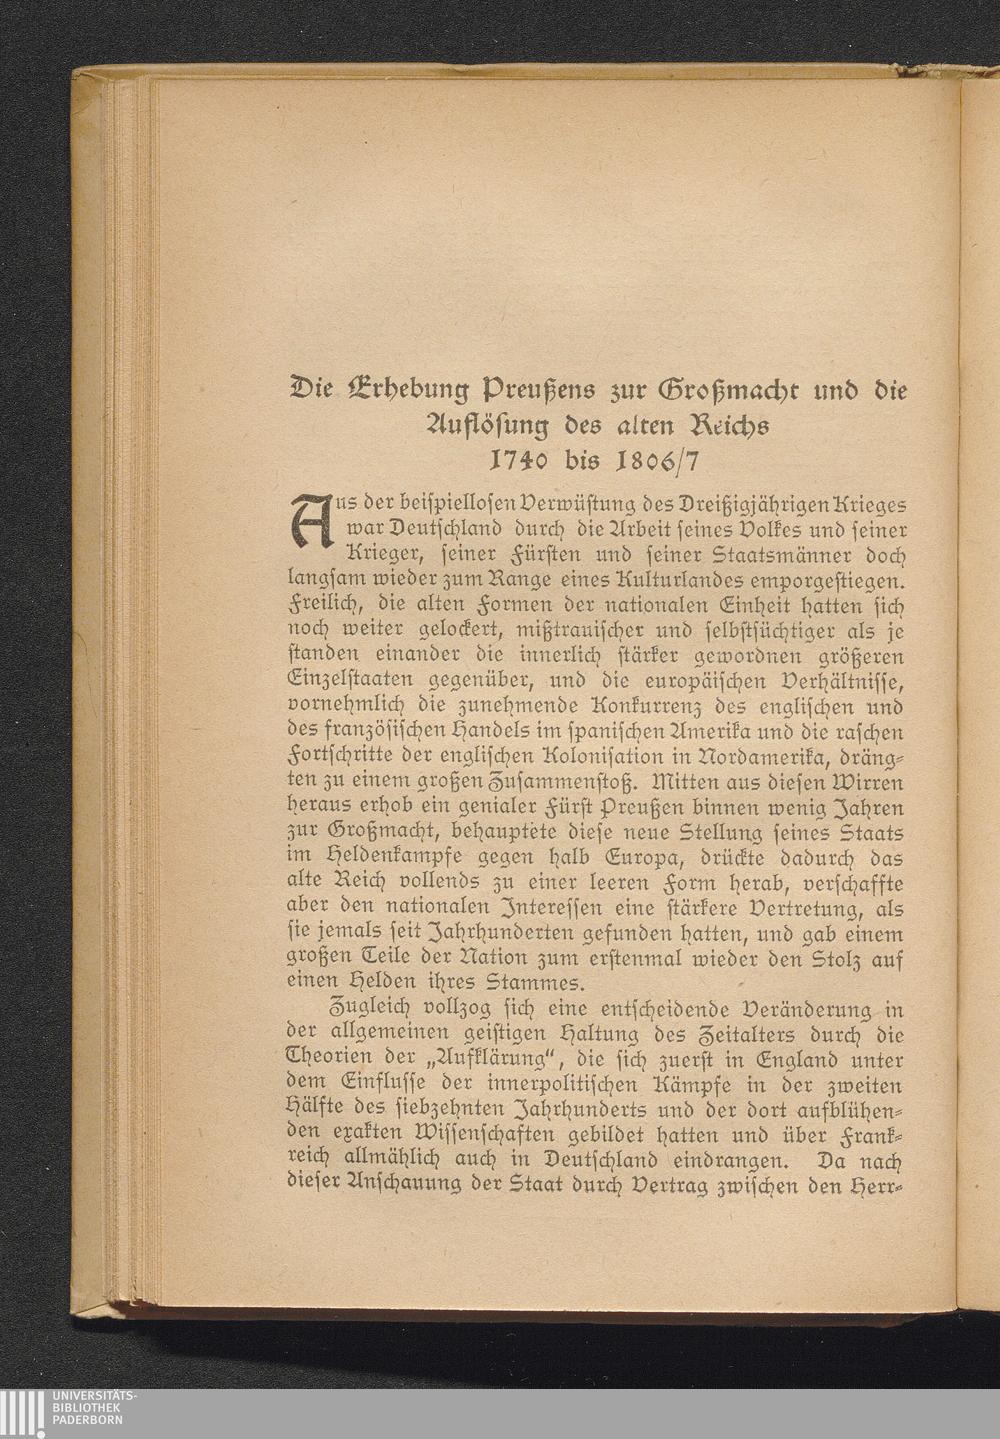 Die Erhebung Preußens zur Großmacht und die
Auflösung des alten Reichs
1740 bis 1806/7
Aus der beispiellosen Verwüstung des Dreißigjährigen Krieges
war Deutschland durch die Arbeit seines Volkes und seiner
Krieger, seiner Fürsten und seiner Staatsmänner doch
langsam wieder zum Range eines Kulturlandes emporgestiegen.
Freilich, die alten Formen der nationalen Einheit hatten sich
noch weiter gelockert, mißtrauischer und selbstsüchtiger als je
standen einander die innerlich stärker gewordnen größeren
Einzelstaaten gegenüber, und die europäischen Verhältnisse,
vornehmlich die zunehmende Konkurrenz des englischen und
des französischen Handels im spanischen Amerika und die raschen
Fortschritte der englischen Kolonisation in Nordamerika, dräng-
ten zu einem großen Zusammenstoß. Mitten aus diesen Wirren
heraus erhob ein genialer Fürst Preußen binnen wenig Jahren
zur Großmacht, behauptete diese neue Stellung seines Staats
im Heldenkampfe gegen halb Europa, drückte dadurch das
alte Reich vollends zu einer leeren Form herab, verschaffte
aber den nationalen Interessen eine stärkere Vertretung, als
sie jemals seit Jahrhunderten gefunden hatten, und gab einem
großen Teile der Nation zum erstenmal wieder den Stolz auf
einen Helden ihres Stammes.
Zugleich vollzog sich eine entscheidende Veränderung in
der allgemeinen geistigen Haltung des Zeitalters durch die
Theorien der „Aufklärung“, die sich zuerst in England unter
dem Einflusse der innerpolitischen Kämpfe in der zweiten
Hälfte des siebzehnten Jahrhunderts und der dort aufblühen-
den exakten Wissenschaften gebildet hatten und über Frank-
reich allmählich auch in Deutschland eindrangen. Da nach
dieser Anschauung der Staat durch Vertrag zwischen den Herr-
UNIVERSITÄTS-
BIBLIOTHEK
PADERBORN